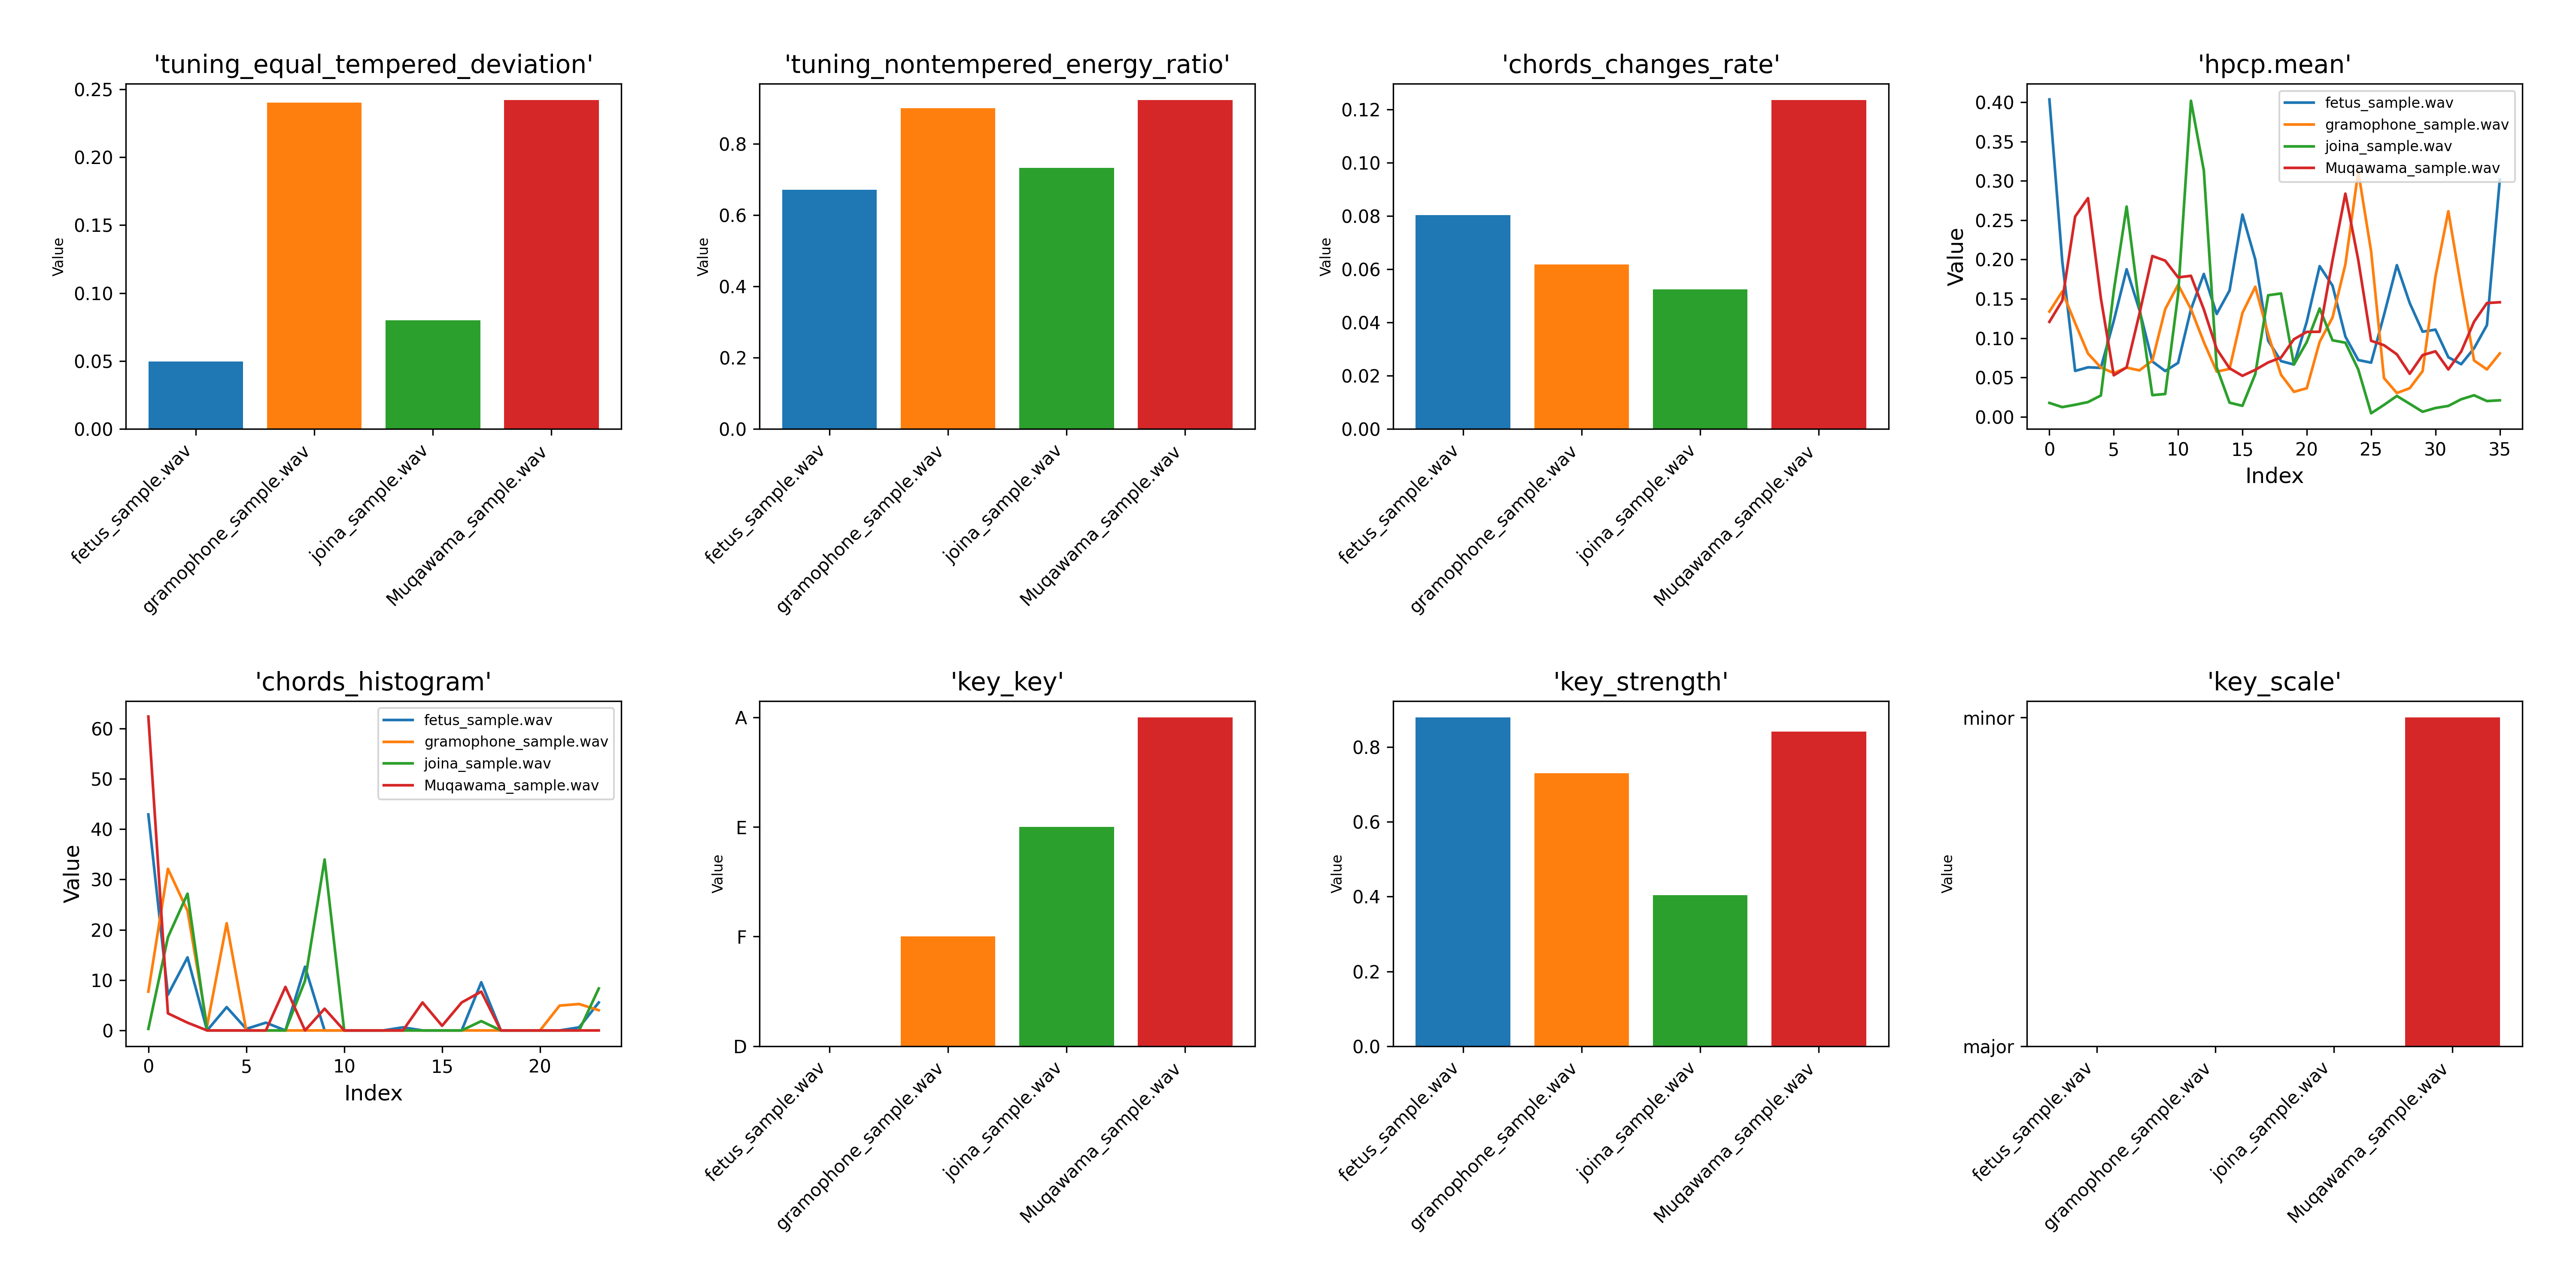 'tuning_equal_tempered_deviation'
0.25
0.20
0.15
0.10
0.05
0.00
Value
fetus_sample.wav
gramophone_sample.wav
joina_sample.wav
Muqawama_sample.wav
'tuning_nontempered_energy_ratio'
0.8
0.6
0.4
0.2
0.0
Value
fetus_sample.wav
gramophone_sample.wav
joina_sample.wav
Muqawama_sample.wav
'chords_changes_rate'
0.12
0.10
0.08
0.06
0.04
0.02
0.00
Value
fetus_sample.wav
gramophone_sample.wav
joina_sample.wav
Muqawama_sample.wav
'hpcp.mean'
fetus_sample.wav
gramophone_sample.wav
joina_sample.wav
Muqawama_sample.wav
0.40
0.35
0.30
0.25
0.20
0.15
0.10
0.05
0.00
Value
0 5 10 15 20 25 30 35
Index
'chords_histogram'
fetus_sample.wav
gramophone_sample.wav
joina_sample.wav
Muqawama_sample.wav
60
50
40
30
20
10
0
Value
0 5 10 15 20
Index
'key_key'
A
E
F
D
Value
fetus_sample.wav
gramophone_sample.wav
joina_sample.wav
Muqawama_sample.wav
'key_strength'
0.8
0.6
0.4
0.2
0.0
Value
fetus_sample.wav
gramophone_sample.wav
joina_sample.wav
Muqawama_sample.wav
'key_scale'
minor
major
Value
fetus_sample.wav
gramophone_sample.wav
joina_sample.wav
Muqawama_sample.wav